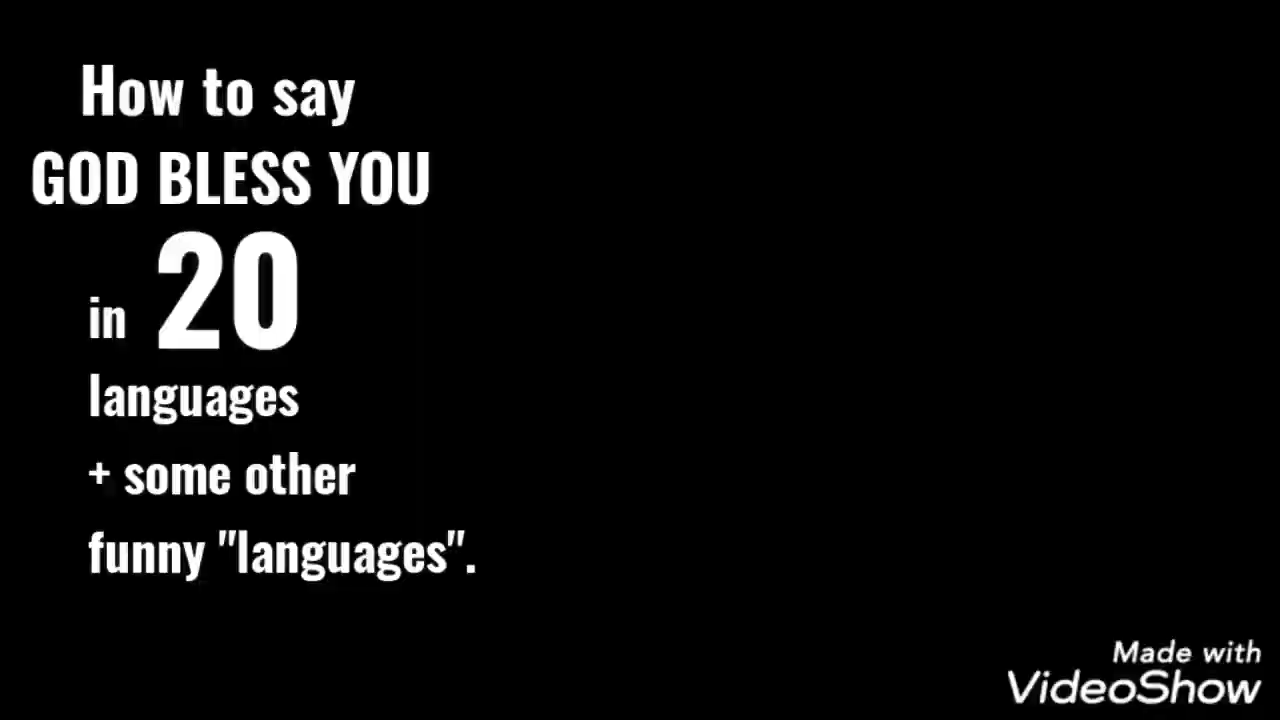 How to say
GOD BLESS YOU
in 20
languages
+ some other
funny "languages".
Made with
VideoShow